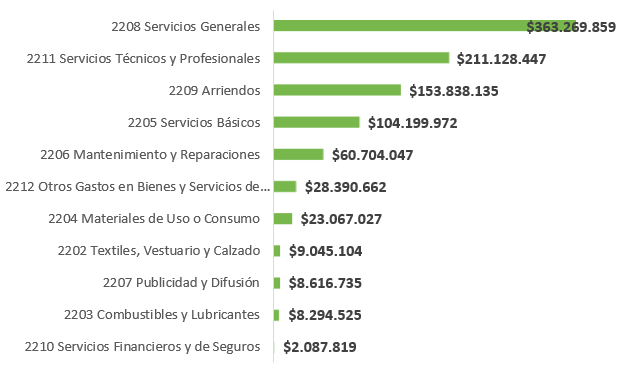 2208 Servicios Generales $363.269.859
2211 Servicios Técnicos y Profesionales $211.128.447
2209 Arriendos $153.838.135
2205 Servicios Básicos $104.199.972
2206 Mantenimiento y Reparaciones $60.704.047
2212 Otros Gastos en Bienes y Servicios de... $28.390.662
2204 Materiales de Uso o Consumo $23.067.027
2202 Textiles, Vestuario y Calzado $9.045.104
2207 Publicidad y Difusión $8.616.735
2203 Combustibles y Lubricantes $8.294.525
2210 Servicios Financieros y de Seguros $2.087.819